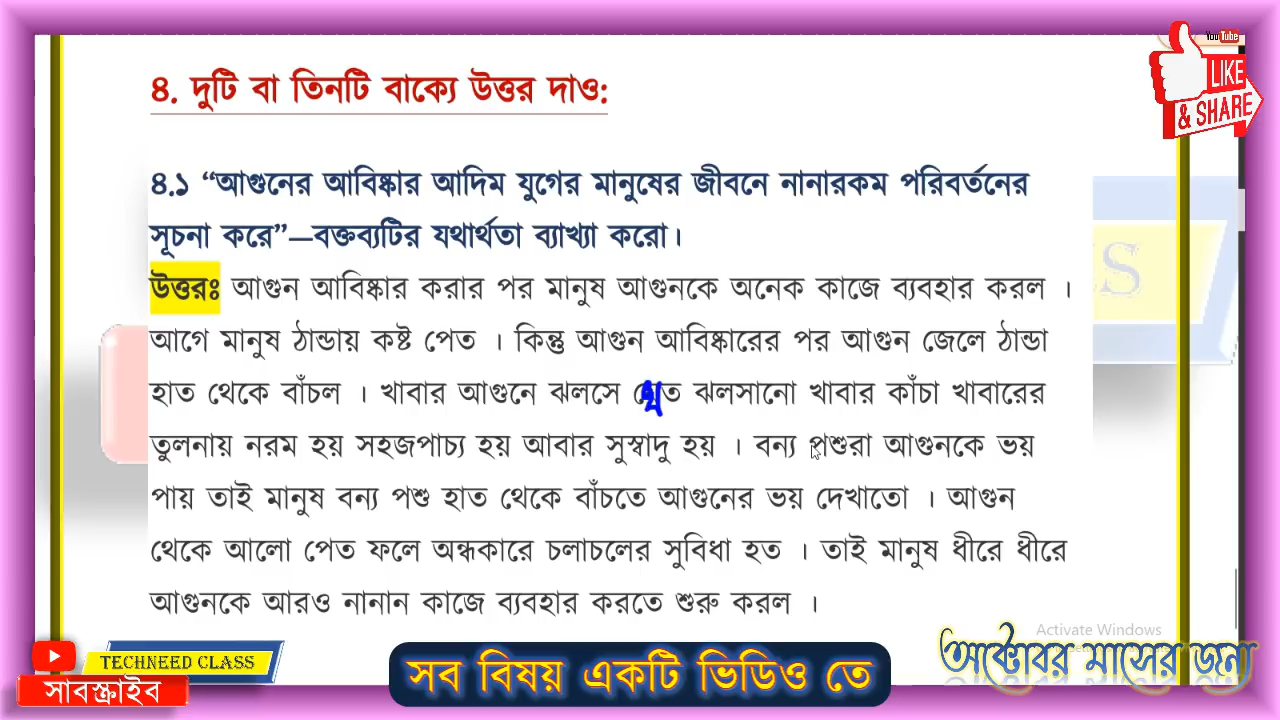 You Tube
LIKE
& SHARE
৪. দুটি বা তিনটি বাক্যে উত্তর দাও:
৪.১ “আগুনের আবিষ্কার আদিম যুগের মানুষের জীবনে নানারকম পরিবর্তনের
সূচনা করে”—বক্তব্যটির যথার্থতা ব্যাখ্যা করো।
উত্তরঃ আগুন আবিষ্কার করার পর মানুষ আগুনকে অনেক কাজে ব্যবহার করল ।
আগে মানুষ ঠান্ডায় কষ্ট পেত । কিন্তু আগুন আবিষ্কারের পর আগুন জেলে ঠান্ডা
হাত থেকে বাঁচল । খাবার আগুনে ঝলসে খেত ঝলসানো খাবার কাঁচা খাবারের
তুলনায় নরম হয় সহজপাচ্য হয় আবার সুস্বাদু হয় । বন্য পশুরা আগুনকে ভয়
পায় তাই মানুষ বন্য পশু হাত থেকে বাঁচতে আগুনের ভয় দেখাতো । আগুন
থেকে আলো পেত ফলে অন্ধকারে চলাচলের সুবিধা হত । তাই মানুষ ধীরে ধীরে
আগুনকে আরও নানান কাজে ব্যবহার করতে শুরু করল ।
Activate Windows
TECHNEED CLASS
সাবস্ক্রাইব
সব বিষয় একটি ভিডিও তে
অক্টোবর মাসের জন্য